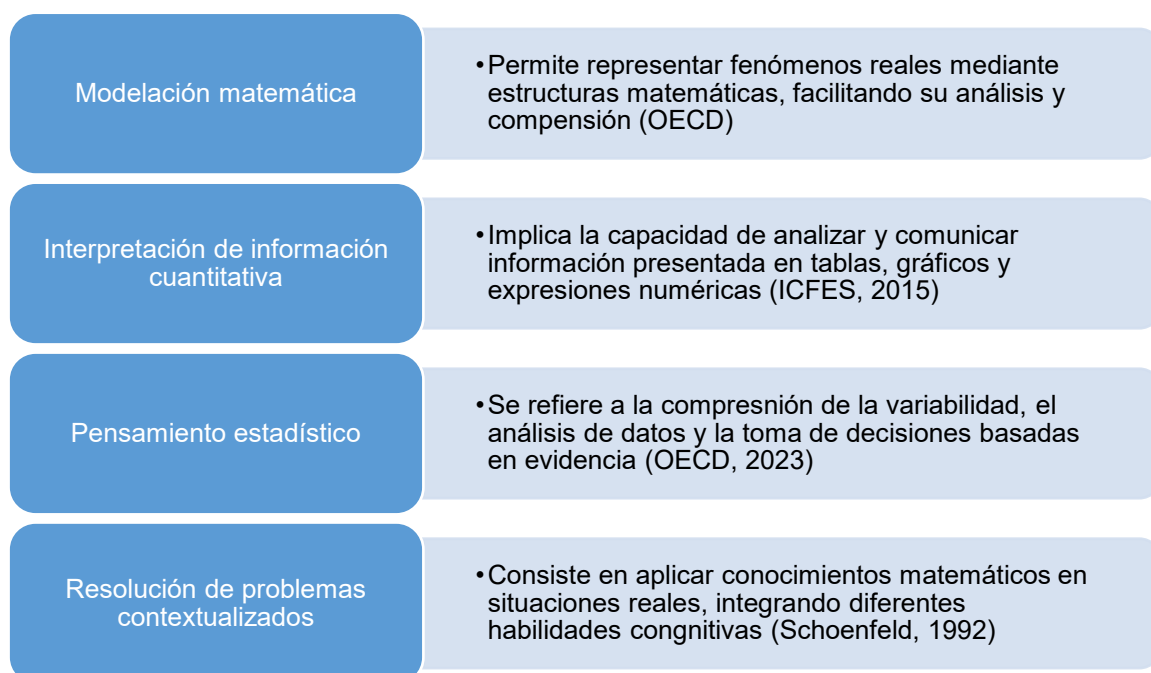 Modelación matemática
•Permite representar fenómenos reales mediante
estructuras matemáticas, facilitando su análisis y
compensión (OECD)
Interpretación de información
cuantitativa
•Implica la capacidad de analizar y comunicar
información presentada en tablas, gráficos y
expresiones numéricas (ICFES, 2015)
Pensamiento estadístico
•Se refiere a la compresnión de la variabilidad, el
análisis de datos y la toma de decisiones basadas
en evidencia (OECD, 2023)
Resolución de problemas
contextualizados
•Consiste en aplicar conocimientos matemáticos en
situaciones reales, integrando diferentes
habilidades congnitivas (Schoenfeld, 1992)